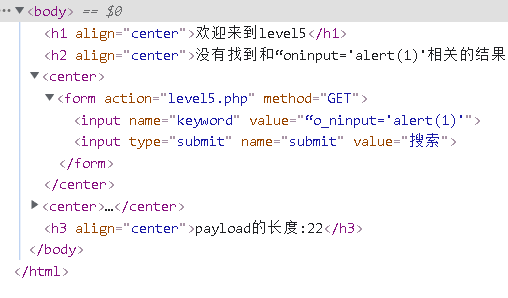 <body> == $0
<h1 align="center">欢迎来到level5</h1>
<h2 align="center">没有找到和“oninput='alert(1)'相关的结果
<center>
<form action="level5.php" method="GET">
<input name="keyword" value="“o_ninput='alert(1)'">
<input type="submit" name="submit" value="搜索">
</form>
</center>
<center>…</center>
<h3 align="center">payload的长度:22</h3>
</body>
</html>